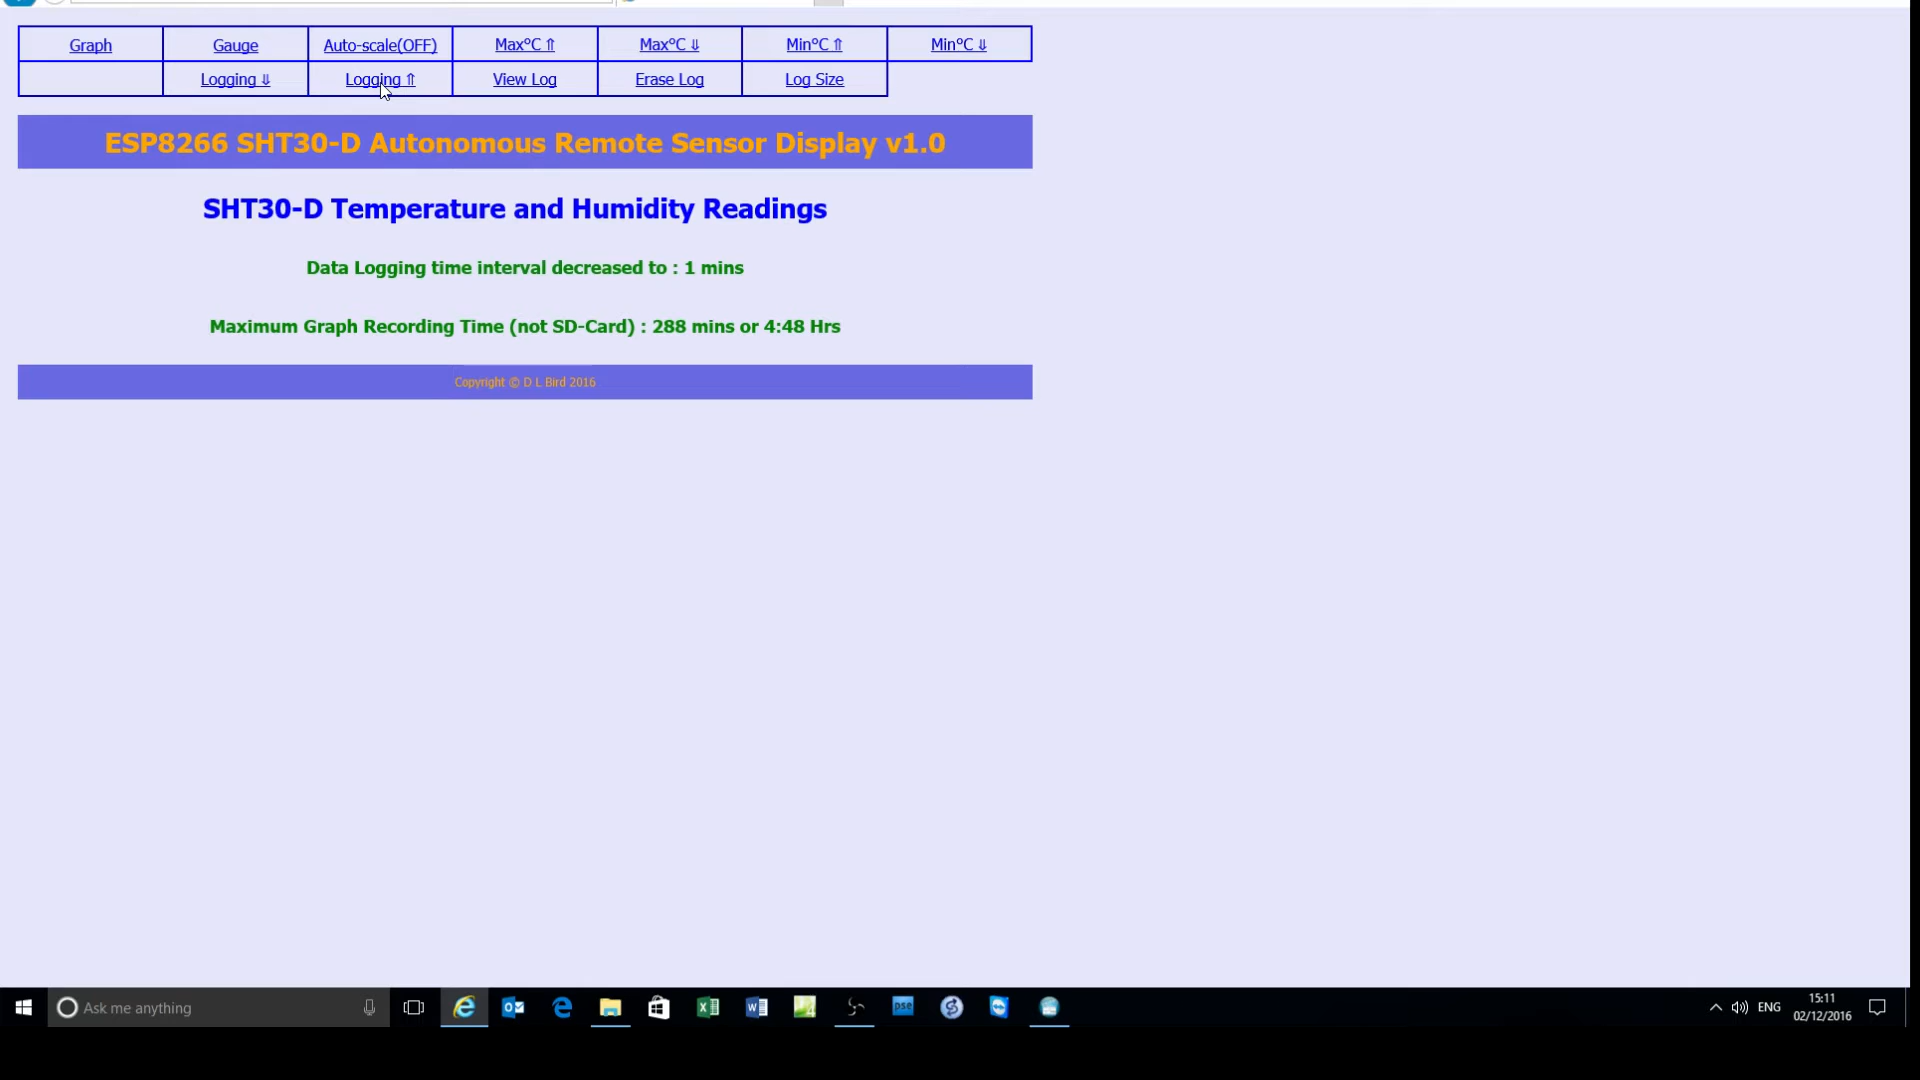 Graph Gauge Auto-scale(OFF) Max°C ⇑ Max°C ⇓ Min°C ⇑ Min°C ⇓
Logging ⇓ Logging ⇑ View Log Erase Log Log Size
ESP8266 SHT30-D Autonomous Remote Sensor Display v1.0
SHT30-D Temperature and Humidity Readings
Data Logging time interval decreased to : 1 mins
Maximum Graph Recording Time (not SD-Card) : 288 mins or 4:48 Hrs
Copyright © D L Bird 2016
Ask me anything
dse
ENG
15:11
02/12/2016